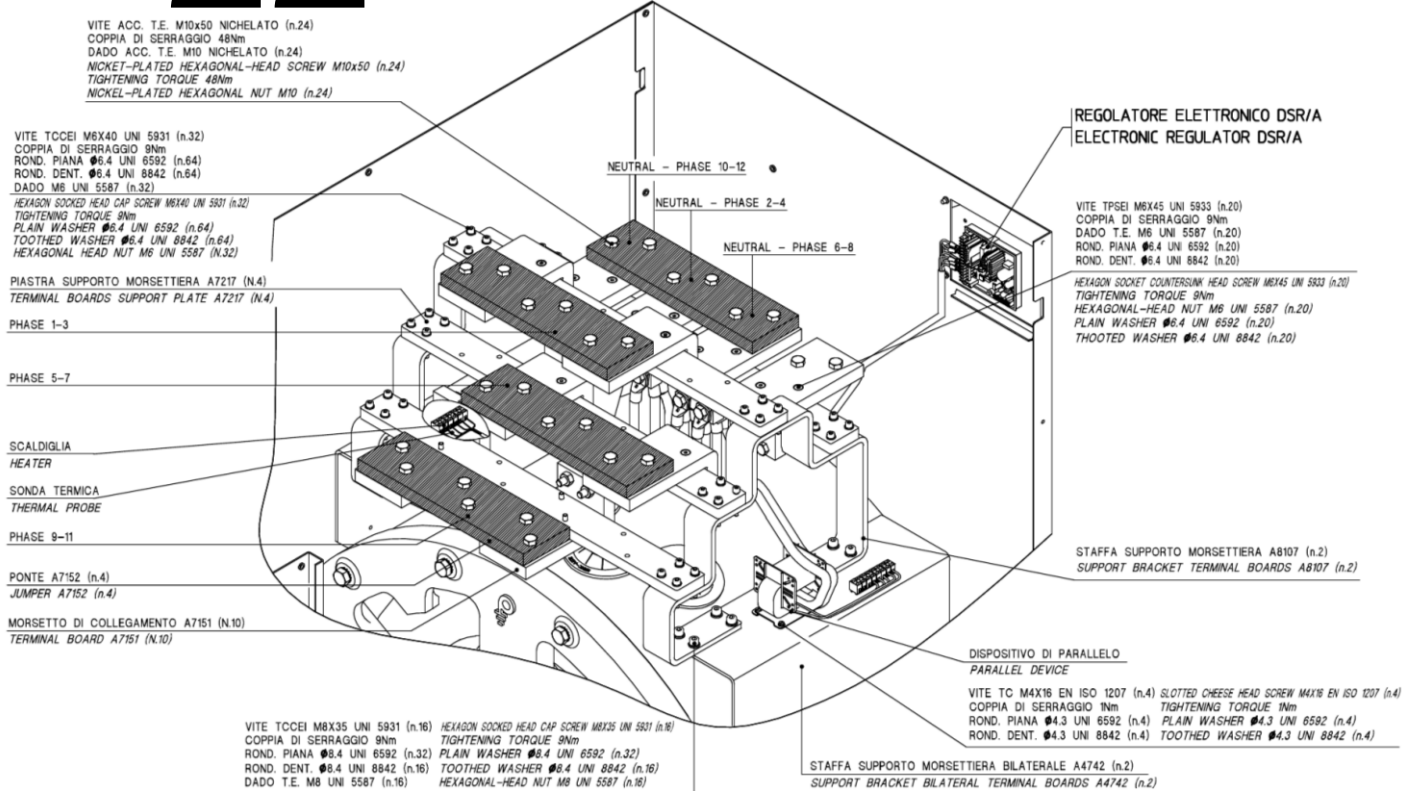 VITE ACC. T.E. M10x50 NICHELATO (n.24)
COPPIA DI SERRAGGIO 48Nm
DADO ACC. T.E. M10 NICHELATO (n.24)
NICKET-PLATED HEXAGONAL-HEAD SCREW M10x50 (n.24)
TIGHTENING TORQUE 48Nm
NICKEL-PLATED HEXAGONAL NUT M10 (n.24)
VITE TCCEI M6X40 UNI 5931 (n.32)
COPPIA DI SERRAGGIO 9Nm
ROND. PIANA Ø6.4 UNI 6592 (n.64)
ROND. DENT. Ø6.4 UNI 8842 (n.64)
DADO M6 UNI 5587 (n.32)
HEXAGON SOCKED HEAD CAP SCREW M6X40 UNI 5931 (n.32)
TIGHTENING TORQUE 9Nm
PLAIN WASHER Ø6.4 UNI 6592 (n.64)
TOOTHED WASHER Ø6.4 UNI 8842 (n.64)
HEXAGONAL HEAD NUT M6 UNI 5587 (N.32)
PIASTRA SUPPORTO MORSETTIERA A7217 (N.4)
TERMINAL BOARDS SUPPORT PLATE A7217 (N.4)
PHASE 1-3
PHASE 5-7
SCALDIGLIA
HEATER
SONDA TERMICA
THERMAL PROBE
PHASE 9-11
PONTE A7152 (n.4)
JUMPER A7152 (n.4)
MORSETTO DI COLLEGAMENTO A7151 (N.10)
TERMINAL BOARD A7151 (N.10)
NEUTRAL - PHASE 10-12
NEUTRAL - PHASE 2-4
NEUTRAL - PHASE 6-8
REGOLATORE ELETTRONICO DSR/A
ELECTRONIC REGULATOR DSR/A
VITE TPSEI M6X45 UNI 5933 (n.20)
COPPIA DI SERRAGGIO 9Nm
DADO T.E. M6 UNI 5587 (n.20)
ROND. PIANA Ø6.4 UNI 6592 (n.20)
ROND. DENT. Ø6.4 UNI 8842 (n.20)
HEXAGON SOCKET COUNTERSUNK HEAD SCREW M6X45 UNI 5933 (n.20)
TIGHTENING TORQUE 9Nm
HEXAGONAL-HEAD NUT M6 UNI 5587 (n.20)
PLAIN WASHER Ø6.4 UNI 6592 (n.20)
THOOTED WASHER Ø6.4 UNI 8842 (n.20)
STAFFA SUPPORTO MORSETTIERA A8107 (n.2)
SUPPORT BRACKET TERMINAL BOARDS A8107 (n.2)
DISPOSITIVO DI PARALLELO
PARALLEL DEVICE
VITE TC M4X16 EN ISO 1207 (n.4) SLOTTED CHEESE HEAD SCREW M4X16 EN ISO 1207 (n.4)
COPPIA DI SERRAGGIO 1Nm TIGHTENING TORQUE 1Nm
ROND. PIANA Ø4.3 UNI 6592 (n.4) PLAIN WASHER Ø4.3 UNI 6592 (n.4)
ROND. DENT. Ø4.3 UNI 8842 (n.4) TOOTHED WASHER Ø4.3 UNI 8842 (n.4)
STAFFA SUPPORTO MORSETTIERA BILATERALE A4742 (n.2)
SUPPORT BRACKET BILATERAL TERMINAL BOARDS A4742 (n.2)
VITE TCCEI M8X35 UNI 5931 (n.16) HEXAGON SOCKED HEAD CAP SCREW M8X35 UNI 5931 (n.16)
COPPIA DI SERRAGGIO 9Nm TIGHTENING TORQUE 9Nm
ROND. PIANA Ø8.4 UNI 6592 (n.32) PLAIN WASHER Ø8.4 UNI 6592 (n.32)
ROND. DENT. Ø8.4 UNI 8842 (n.16) TOOTHED WASHER Ø8.4 UNI 8842 (n.16)
DADO T.E. M8 UNI 5587 (n.16) HEXAGONAL-HEAD NUT M8 UNI 5587 (n.16)